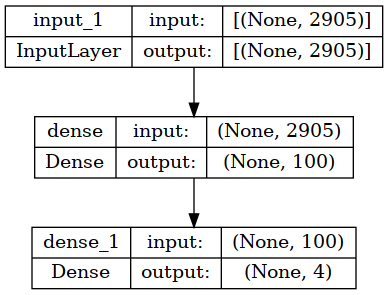 input_1 input: [(None, 2905)]
InputLayer output: [(None, 2905)]
dense input: (None, 2905)
Dense output: (None, 100)
dense_1 input: (None, 100)
Dense output: (None, 4)